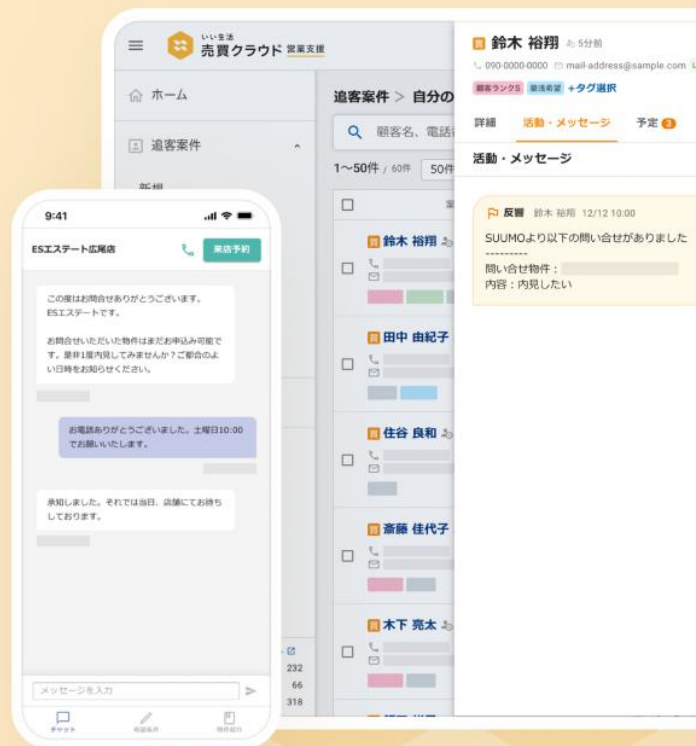 いい生活
売買クラウド 営業支援
ホーム
追客案件
新規
追客案件 > 自分の
顧客名、電話
1~50件 / 60件 50件
鈴木 裕翔
田中 由紀子
住谷 良和
斎藤 佳代子
木下 亮太
232
66
318
鈴木 裕翔 5分前
090-0000-0000 mail-address@sample.com
顧客ランクS 築浅希望 +タグ選択
詳細 活動・メッセージ 予定 3
活動・メッセージ
反響 鈴木 裕翔 12/12 10:00
SUUMOより以下の問い合せがありました
---------
問い合せ物件:
内容:内見したい
9:41
ESエステート広尾店 来店予約
この度はお問合せありがとうございます。
ESエステートです。
お問合せいただいた物件はまだお申込み可能で
す。是非1度内見してみませんか?ご都合のよ
い日時をお知らせください。
お電話ありがとうございました。土曜日10:00
でお願いいたします。
承知しました。それでは当日、店舗にてお待ち
しております。
メッセージを入力
チャット 希望条件 物件紹介